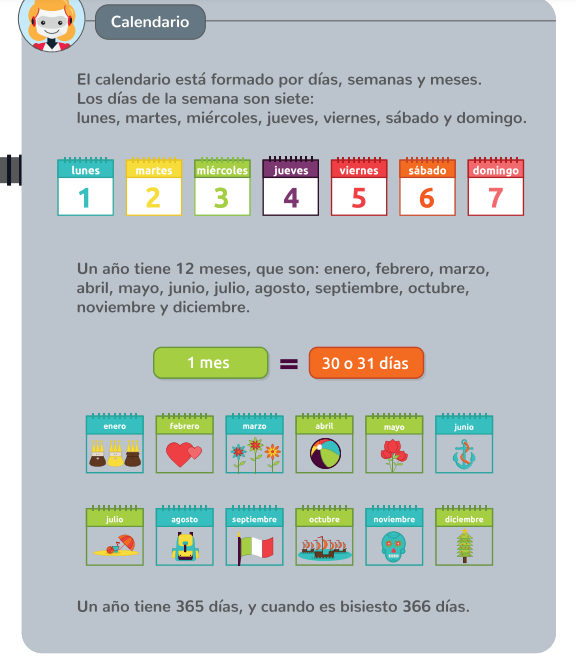 Calendario
El calendario está formado por días, semanas y meses.
Los días de la semana son siete:
lunes, martes, miércoles, jueves, viernes, sábado y domingo.
lunes martes miércoles jueves viernes sábado domingo
1 2 3 4 5 6 7
Un año tiene 12 meses, que son: enero, febrero, marzo,
abril, mayo, junio, julio, agosto, septiembre, octubre,
noviembre y diciembre.
1 mes = 30 o 31 días
enero febrero marzo abril mayo junio
julio agosto septiembre octubre noviembre diciembre
Un año tiene 365 días, y cuando es bisiesto 366 días.